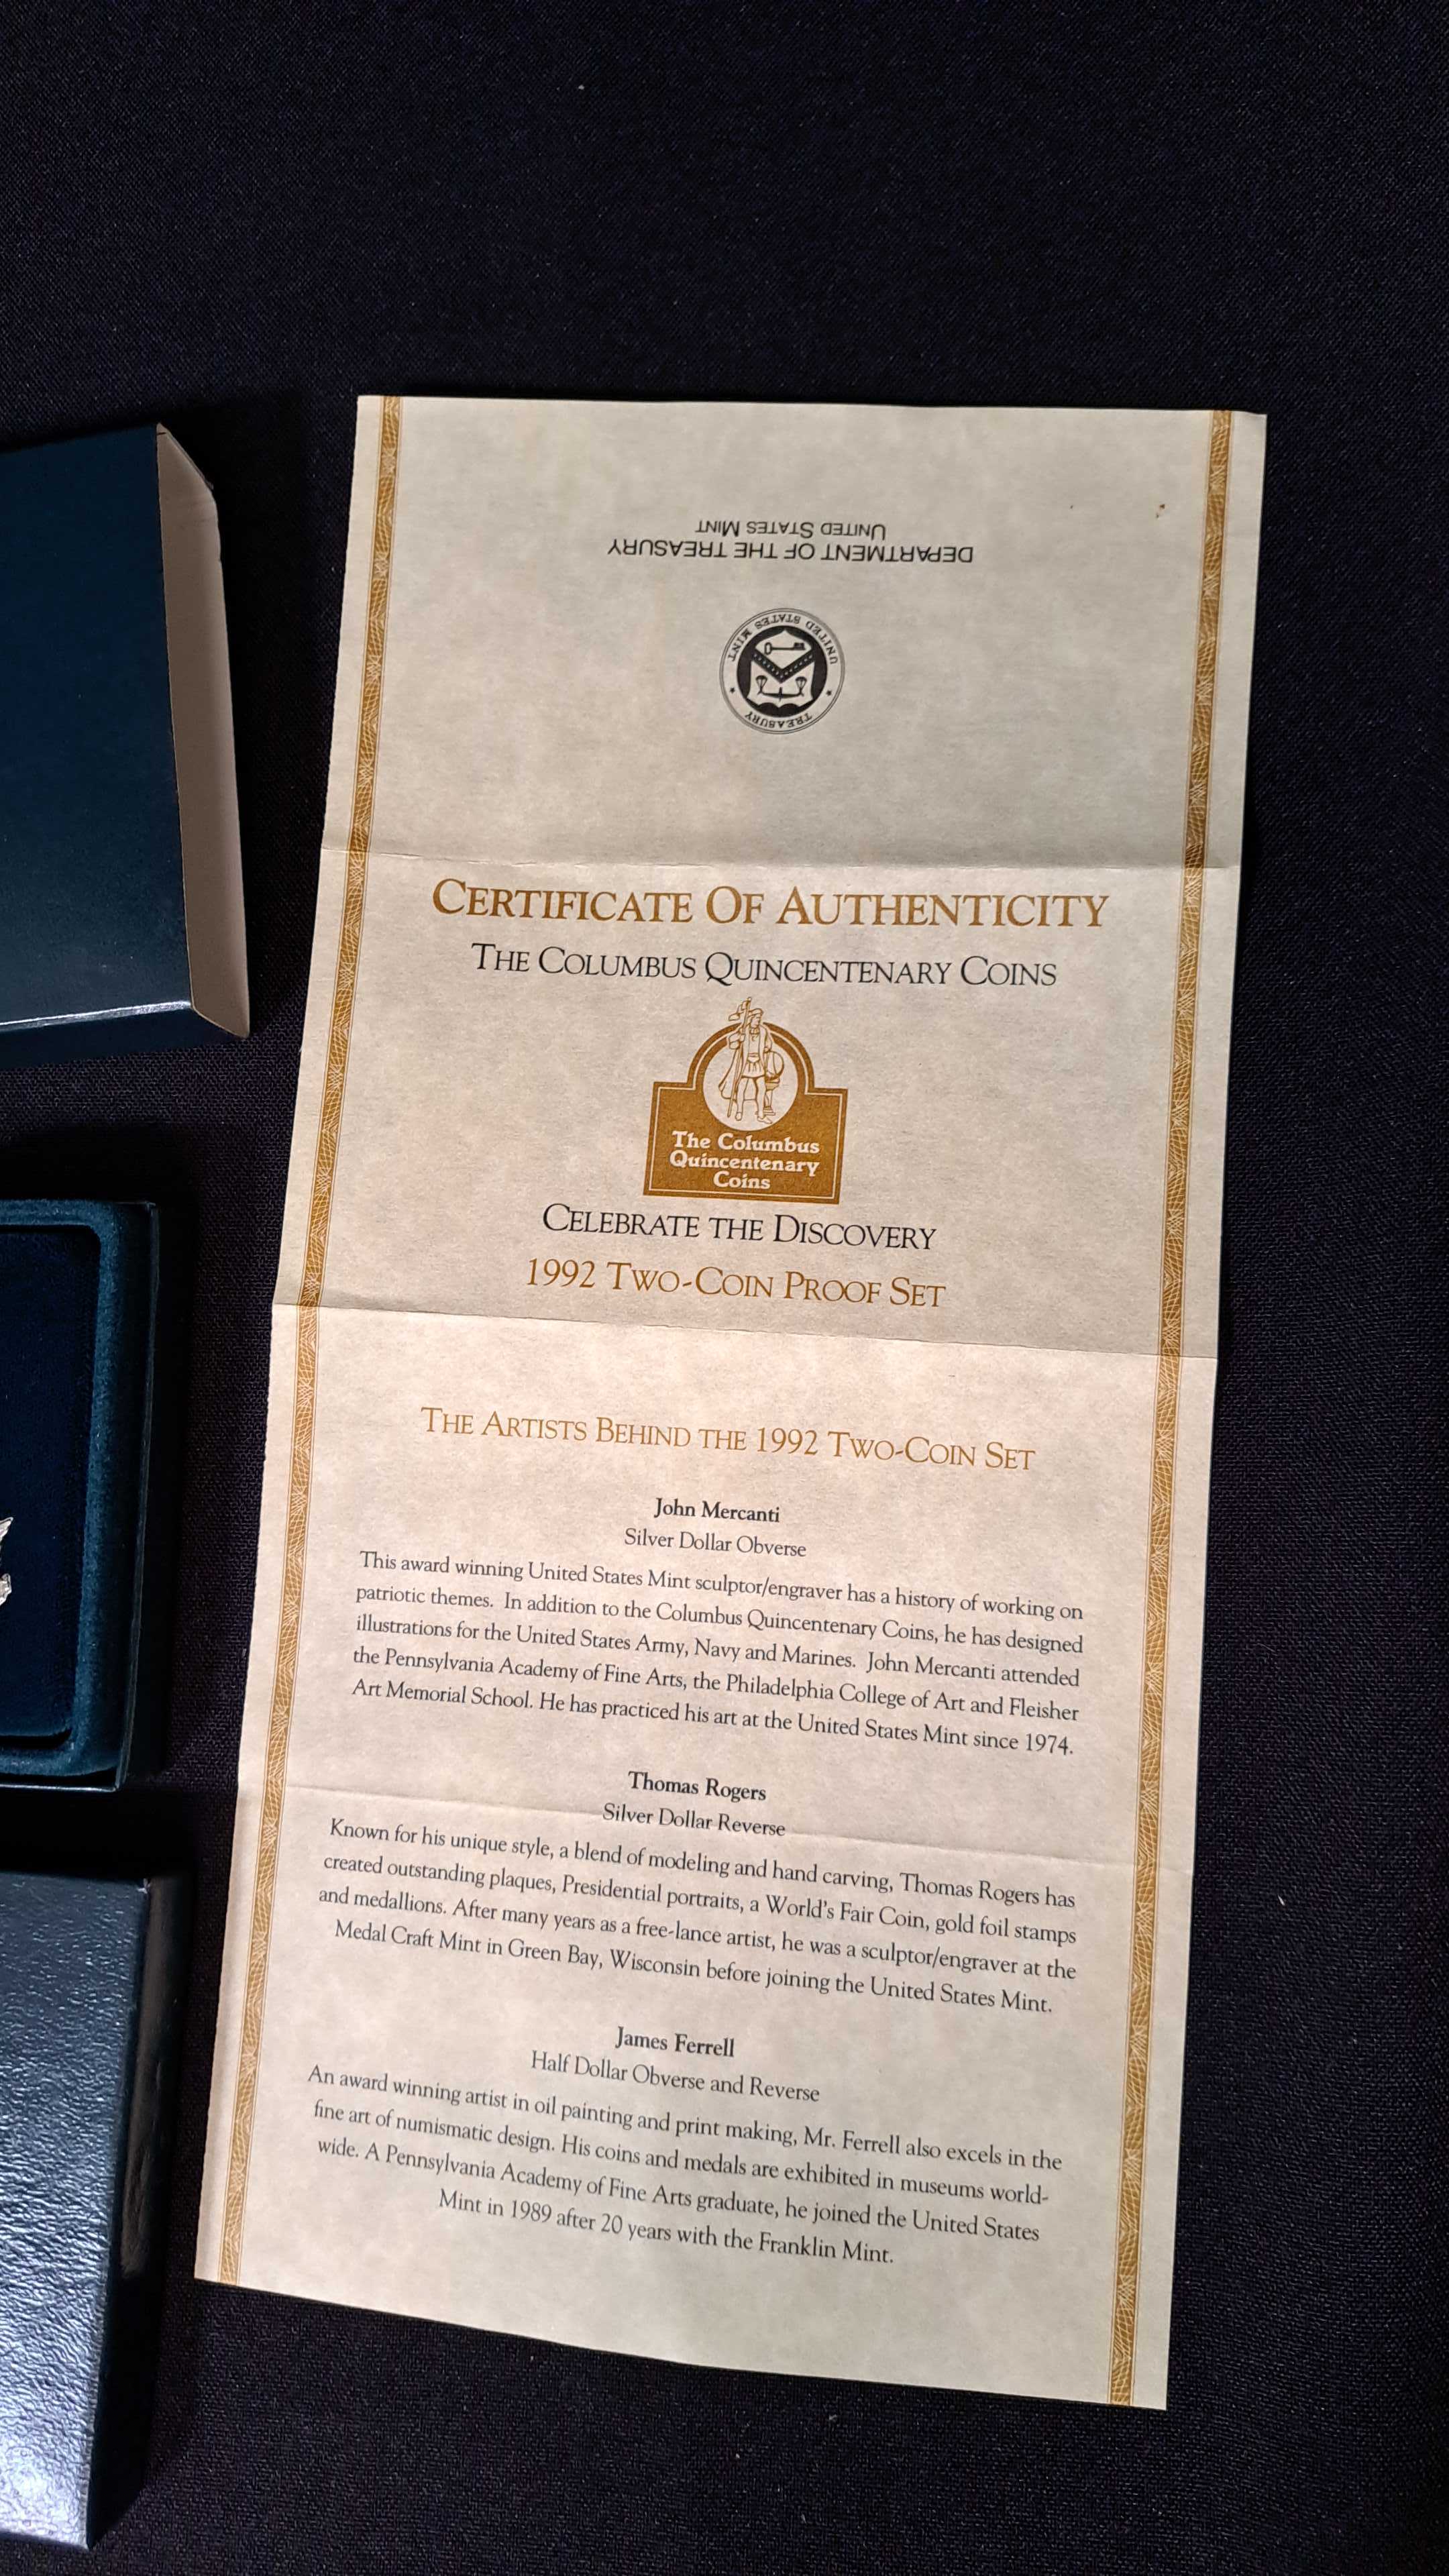 UNITED STATES MINT
DEPARTMENT OF THE TREASURY
UNITED STATES MINT
TREASURY
CERTIFICATE OF AUTHENTICITY
THE COLUMBUS QUINCENTENARY COINS
The Columbus
Quincentenary
Coins
CELEBRATE THE DISCOVERY
1992 TWO-COIN PROOF SET
THE ARTISTS BEHIND THE 1992 TWO-COIN SET
John Mercanti
Silver Dollar Obverse
This award winning United States Mint sculptor/engraver has a history of working on
patriotic themes. In addition to the Columbus Quincentenary Coins, he has designed
illustrations for the United States Army, Navy and Marines. John Mercanti attended
the Pennsylvania Academy of Fine Arts, the Philadelphia College of Art and Fleisher
Art Memorial School. He has practiced his art at the United States Mint since 1974.
Thomas Rogers
Silver Dollar Reverse
Known for his unique style, a blend of modeling and hand carving, Thomas Rogers has
created outstanding plaques, Presidential portraits, a World's Fair Coin, gold foil stamps
and medallions. After many years as a free-lance artist, he was a sculptor/engraver at the
Medal Craft Mint in Green Bay, Wisconsin before joining the United States Mint.
James Ferrell
Half Dollar Obverse and Reverse
An award winning artist in oil painting and print making, Mr. Ferrell also excels in the
fine art of numismatic design. His coins and medals are exhibited in museums world-
wide. A Pennsylvania Academy of Fine Arts graduate, he joined the United States
Mint in 1989 after 20 years with the Franklin Mint.